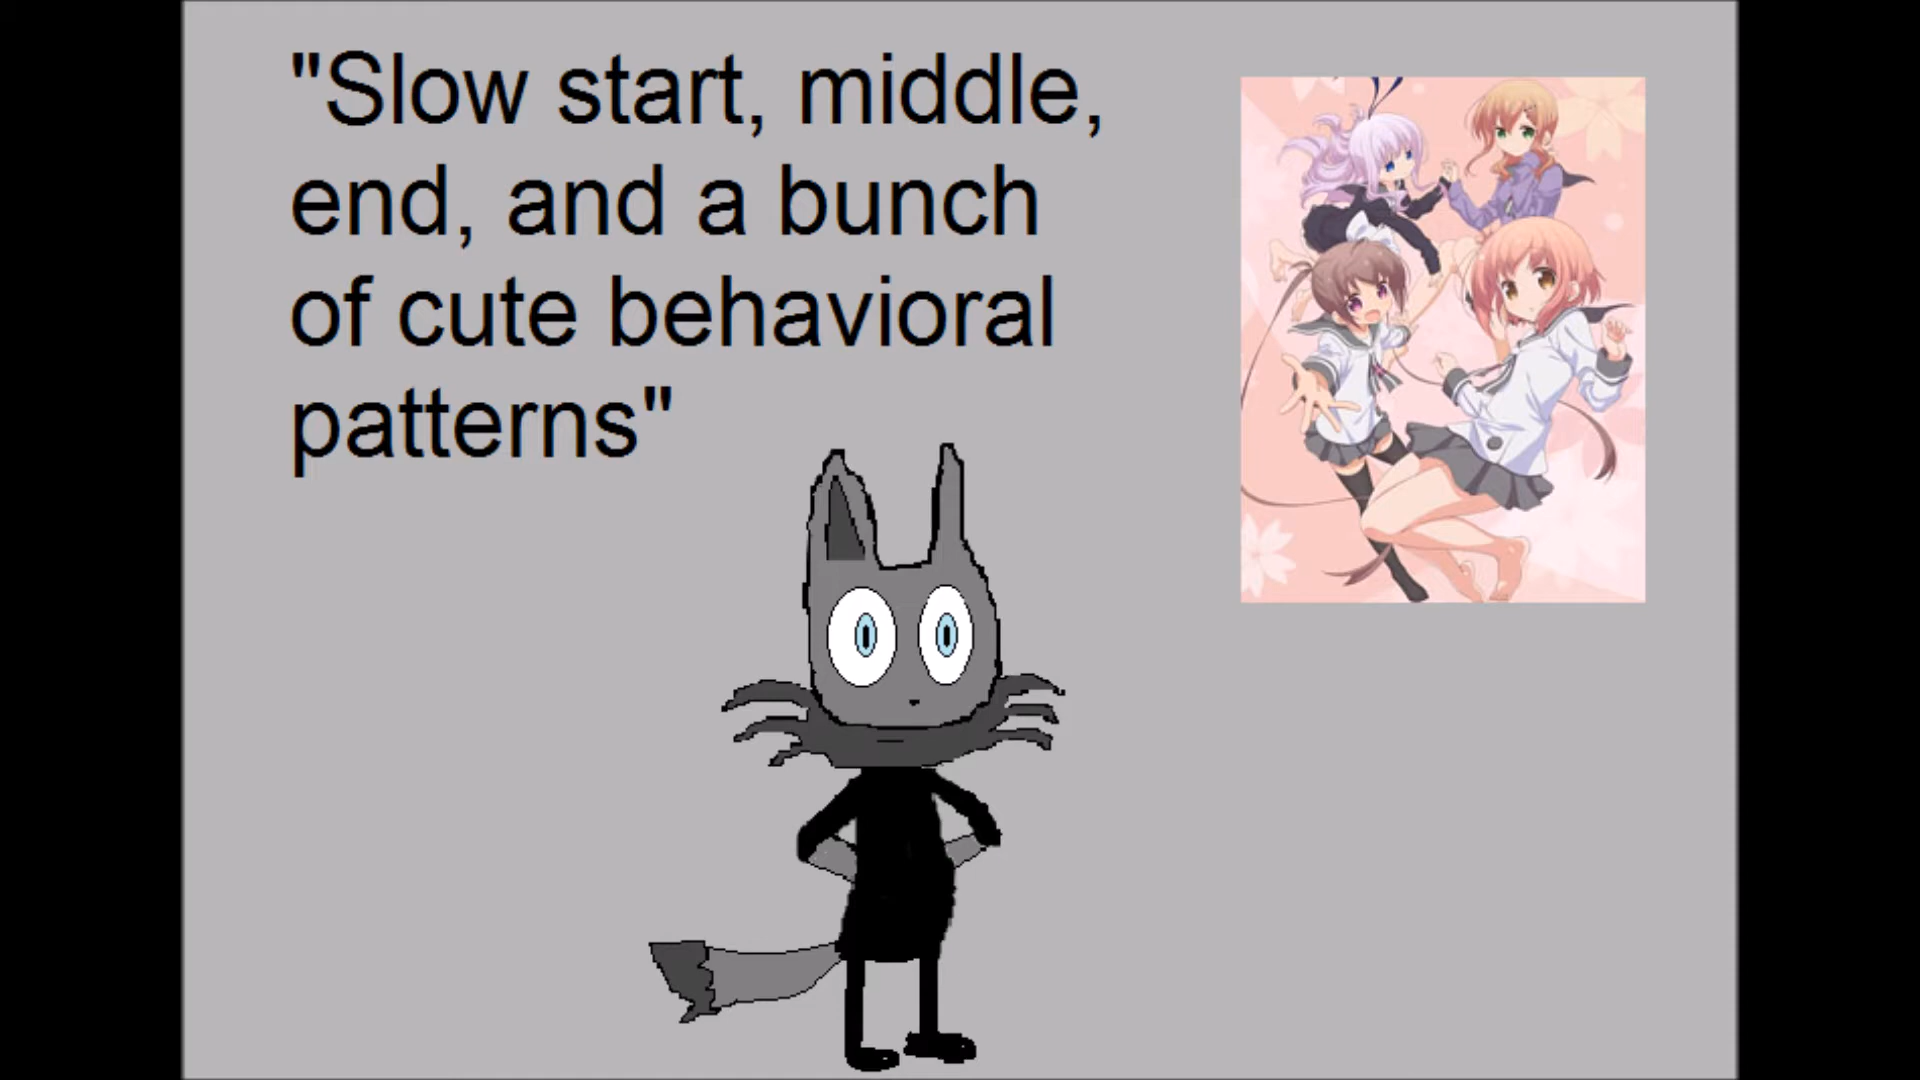 "Slow start, middle,
end, and a bunch
of cute behavioral
patterns"